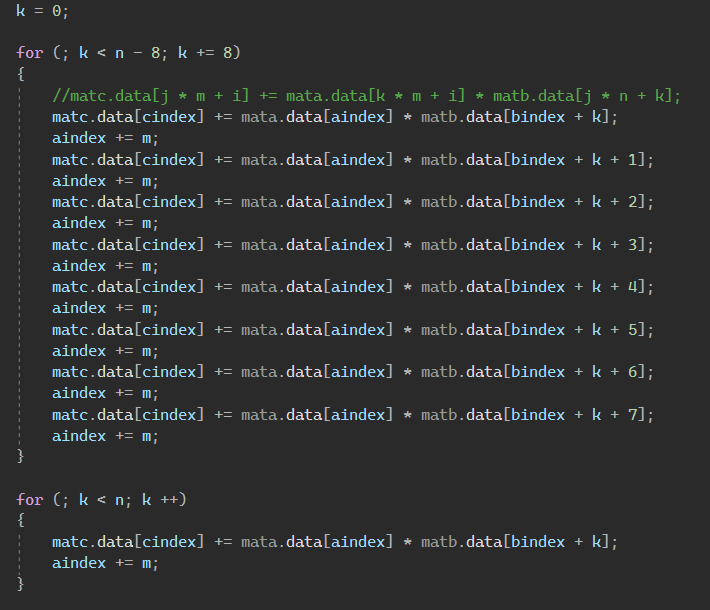 k = 0;
for (; k < n - 8; k += 8)
{
//matc.data[j * m + i] += mata.data[k * m + i] * matb.data[j * n + k];
matc.data[cindex] += mata.data[aindex] * matb.data[bindex + k];
aindex += m;
matc.data[cindex] += mata.data[aindex] * matb.data[bindex + k + 1];
aindex += m;
matc.data[cindex] += mata.data[aindex] * matb.data[bindex + k + 2];
aindex += m;
matc.data[cindex] += mata.data[aindex] * matb.data[bindex + k + 3];
aindex += m;
matc.data[cindex] += mata.data[aindex] * matb.data[bindex + k + 4];
aindex += m;
matc.data[cindex] += mata.data[aindex] * matb.data[bindex + k + 5];
aindex += m;
matc.data[cindex] += mata.data[aindex] * matb.data[bindex + k + 6];
aindex += m;
matc.data[cindex] += mata.data[aindex] * matb.data[bindex + k + 7];
aindex += m;
}
for (; k < n; k ++)
{
matc.data[cindex] += mata.data[aindex] * matb.data[bindex + k];
aindex += m;
}